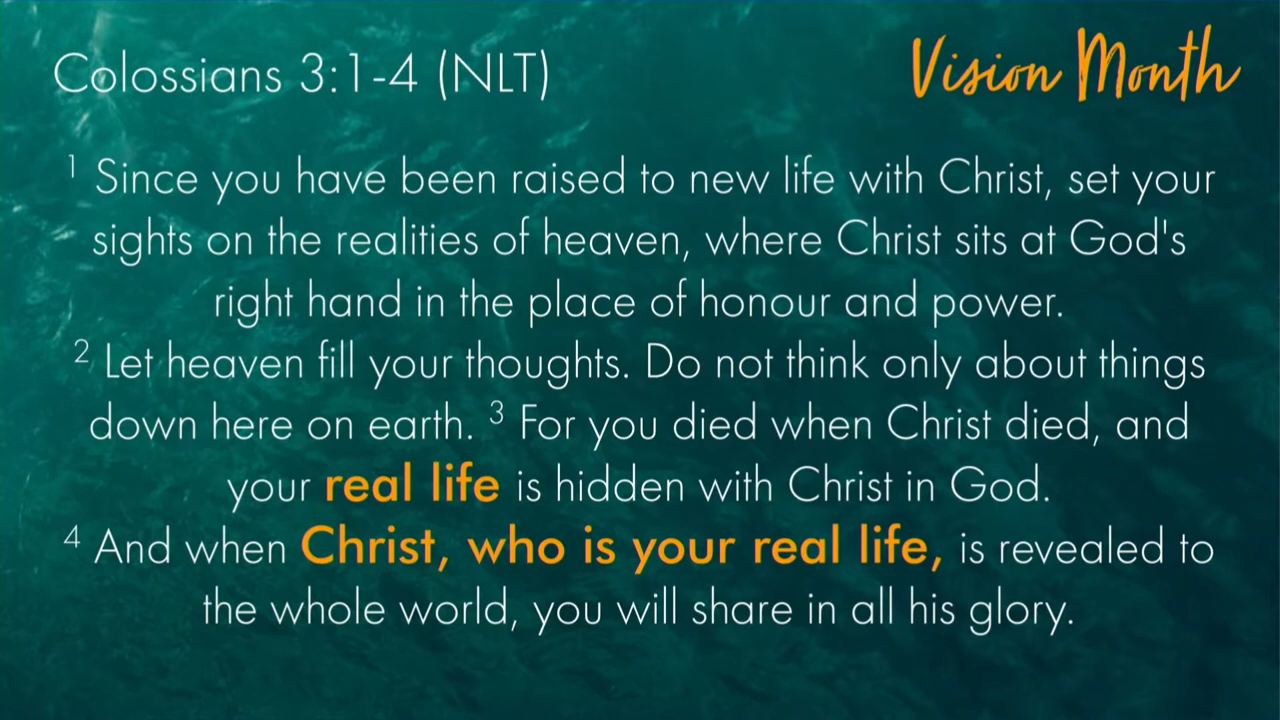 Colossians 3:1-4 (NLT)
Vision Month
1 Since you have been raised to new life with Christ, set your
sights on the realities of heaven, where Christ sits at God's
right hand in the place of honour and power.
2 Let heaven fill your thoughts. Do not think only about things
down here on earth. 3 For you died when Christ died, and
your real life is hidden with Christ in God.
4 And when Christ, who is your real life, is revealed to
the whole world, you will share in all his glory.